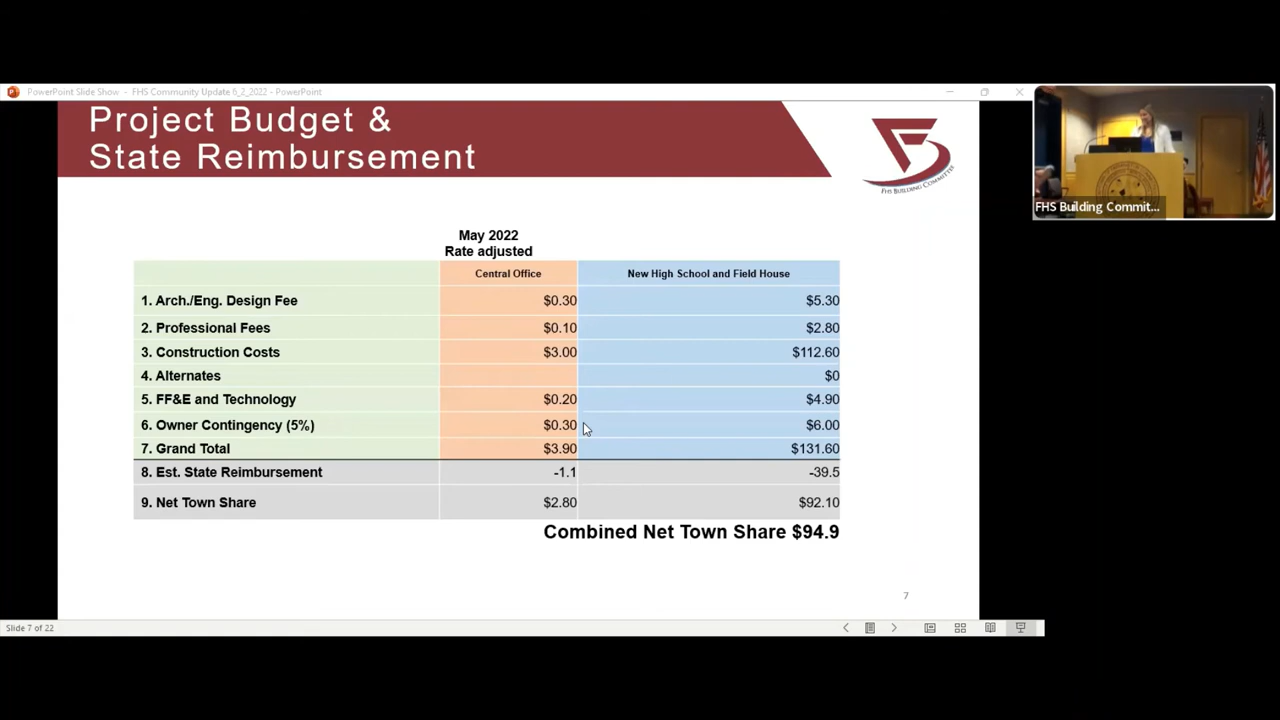 PowerPoint Slide Show - FHS Community Update 6_2_2022 - PowerPoint
Project Budget &
State Reimbursement
FHS BUILDING COMMITTEE
FHS Building Commit...
May 2022
Rate adjusted
Central Office New High School and Field House
1. Arch./Eng. Design Fee $0.30 $5.30
2. Professional Fees $0.10 $2.80
3. Construction Costs $3.00 $112.60
4. Alternates $0
5. FF&E and Technology $0.20 $4.90
6. Owner Contingency (5%) $0.30 $6.00
7. Grand Total $3.90 $131.60
8. Est. State Reimbursement -1.1 -39.5
9. Net Town Share $2.80 $92.10
Combined Net Town Share $94.9
7
Slide 7 of 22